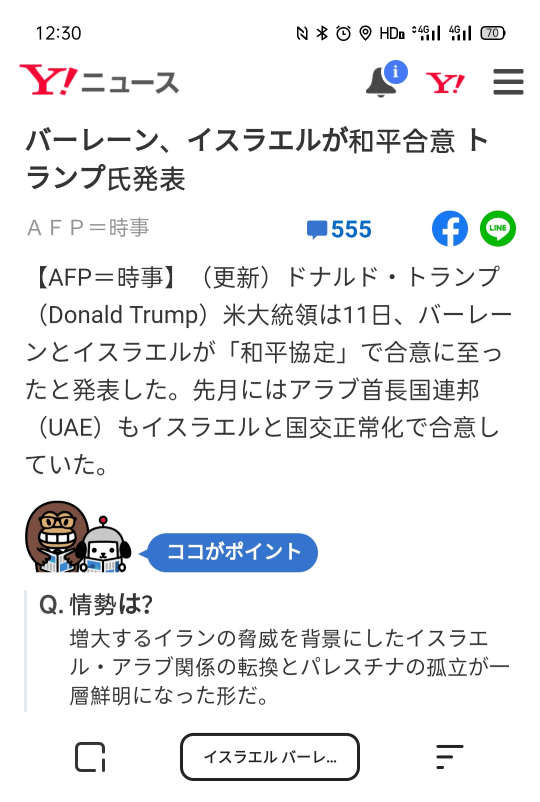 12:30
HD
4G
4G
70
Y!ニュース
i
Y!
バーレーン、イスラエルが和平合意 ト
ランプ氏発表
ＡＦＰ＝時事
555
LINE
【AFP＝時事】（更新）ドナルド・トランプ
（Donald Trump）米大統領は11日、バーレー
ンとイスラエルが「和平協定」で合意に至っ
たと発表した。先月にはアラブ首長国連邦
（UAE）もイスラエルと国交正常化で合意し
ていた。
ココがポイント
Q. 情勢は?
増大するイランの脅威を背景にしたイスラエ
ル・アラブ関係の転換とパレスチナの孤立が一
層鮮明になった形だ。
イスラエル バーレ...